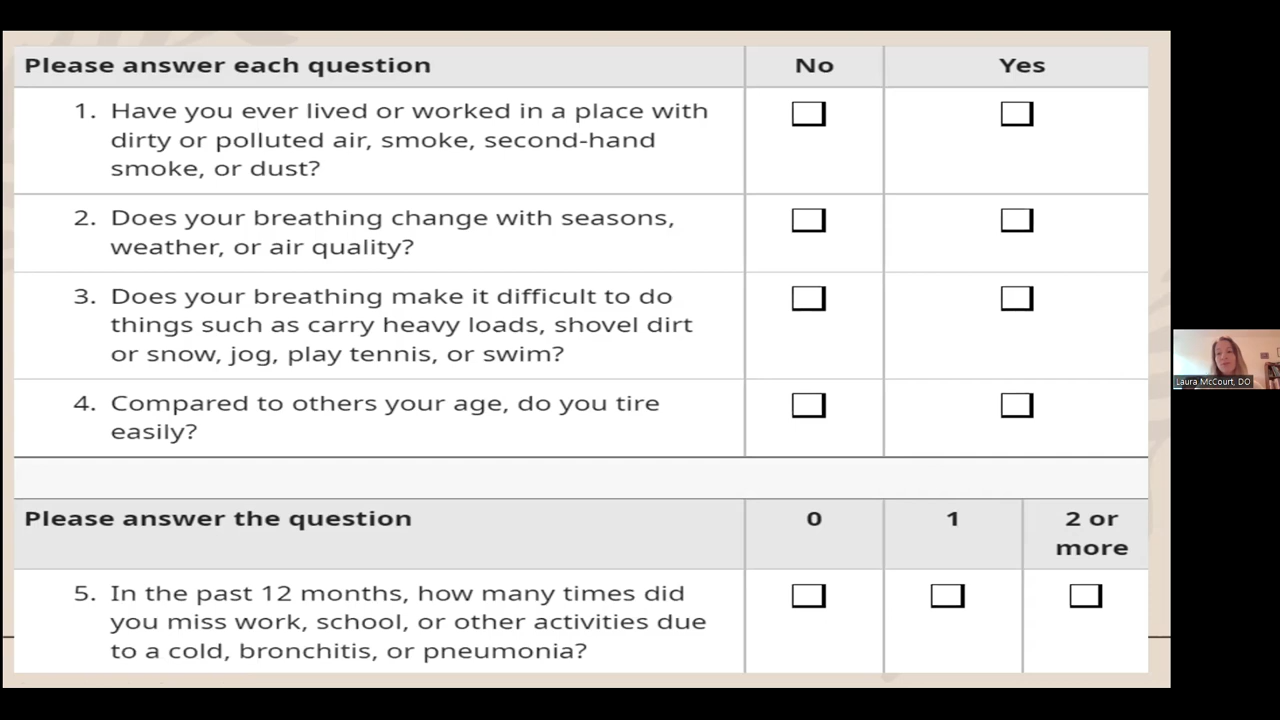 Please answer each question No Yes
1. Have you ever lived or worked in a place with
dirty or polluted air, smoke, second-hand
smoke, or dust?
2. Does your breathing change with seasons,
weather, or air quality?
3. Does your breathing make it difficult to do
things such as carry heavy loads, shovel dirt
or snow, jog, play tennis, or swim?
4. Compared to others your age, do you tire
easily?
Please answer the question 0 1 2 or
more
5. In the past 12 months, how many times did
you miss work, school, or other activities due
to a cold, bronchitis, or pneumonia?
Laura McCourt, DO